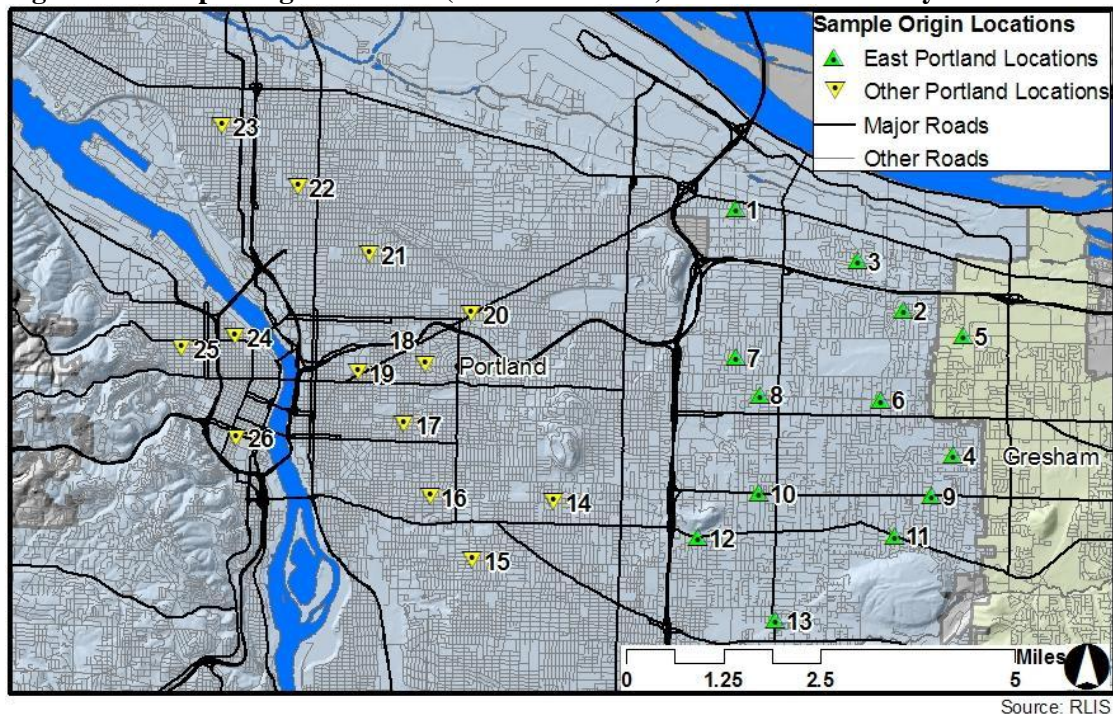 Sample Origin Locations
East Portland Locations
Other Portland Locations
Major Roads
Other Roads
23
22
1
21
3
20
2
24
18
5
25
19
Portland
7
8
6
17
4
Gresham
26
16
14
10
9
12
11
15
13
Miles
0 1.25 2.5 5
Source: RLIS